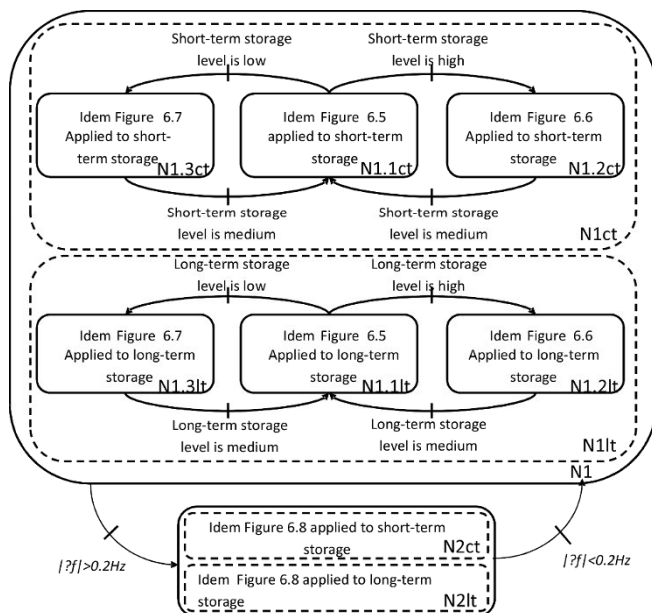 Short-term storage
level is low
Short-term storage
level is high
Idem Figure 6.7
Applied to short-
term storage
N1.3ct
Idem Figure 6.5
applied to short-term
storage
N1.1ct
Idem Figure 6.6
Applied to short-term
storage
N1.2ct
Short-term storage
level is medium
Short-term storage
level is medium
N1ct
Long-term storage
level is low
Long-term storage
level is high
Idem Figure 6.7
Applied to long-term
storage
N1.3lt
Idem Figure 6.5
Applied to long-term
storage
N1.1lt
Idem Figure 6.6
Applied to long-term
storage
N1.2lt
Long-term storage
level is medium
Long-term storage
level is medium
N1lt
N1
|?f|>0.2Hz
Idem Figure 6.8 applied to short-term
storage
N2ct
Idem Figure 6.8 applied to long-term
storage
N2lt
|?f|<0.2Hz